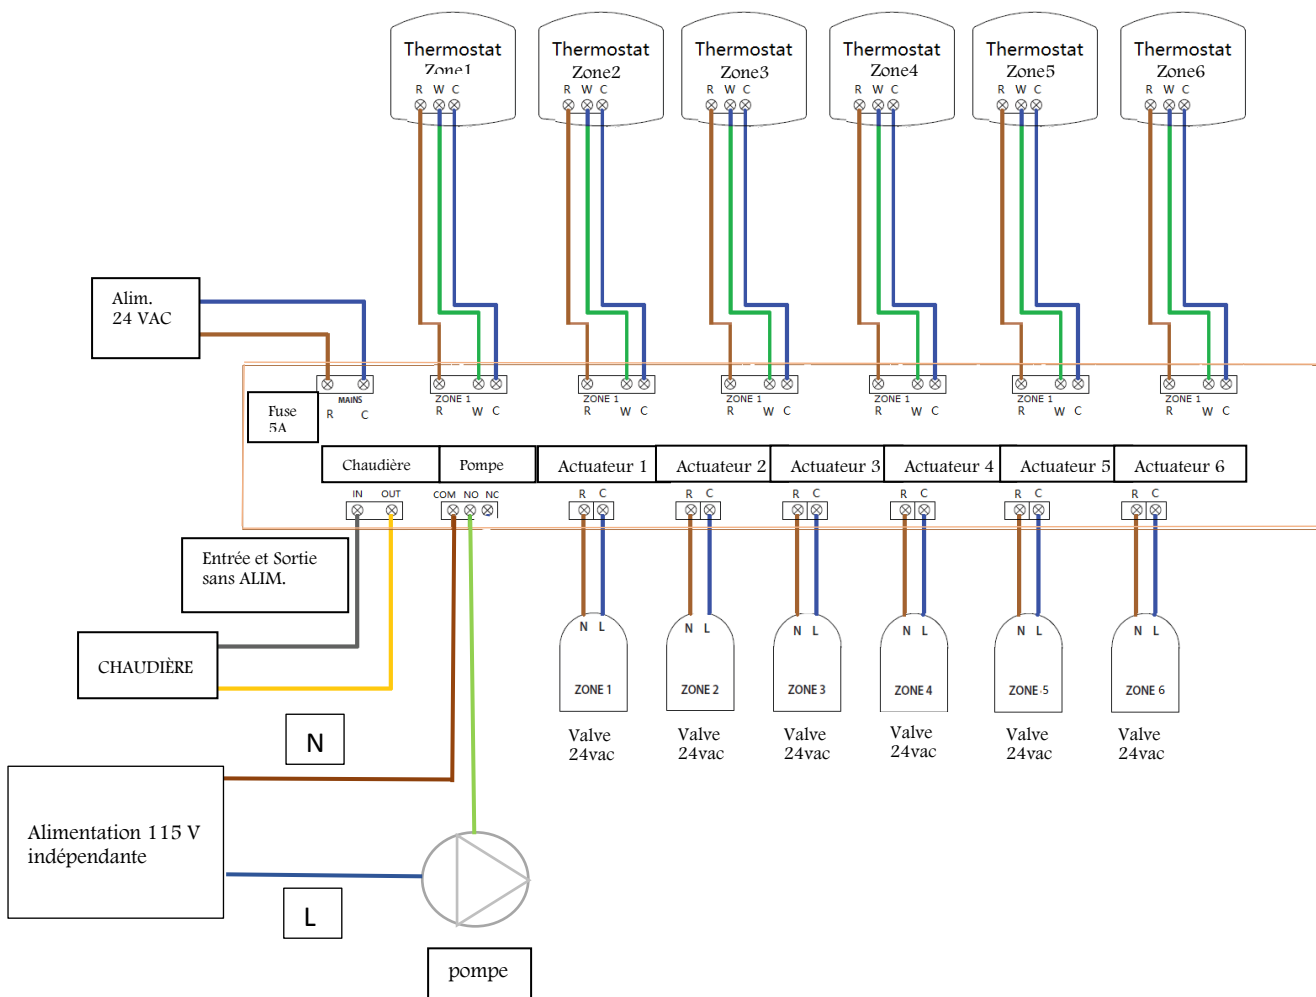 Thermostat Thermostat Thermostat Thermostat Thermostat Thermostat
Zone1 Zone2 Zone3 Zone4 Zone5 Zone6
R W C R W C R W C R W C R W C R W C
Alim.
24 VAC
MAINS
R C
ZONE 1 ZONE 1 ZONE 1 ZONE 1 ZONE 1 ZONE 1
R W C R W C R W C R W C R W C R W C
Fuse
5A
Chaudière Pompe Actuateur 1 Actuateur 2 Actuateur 3 Actuateur 4 Actuateur 5 Actuateur 6
IN OUT COM NO NC R C R C R C R C R C R C
Entrée et Sortie
sans ALIM.
N L N L N L N L N L N L
CHAUDIÈRE
ZONE 1 ZONE 2 ZONE 3 ZONE 4 ZONE 5 ZONE 6
Valve Valve Valve Valve Valve Valve
24vac 24vac 24vac 24vac 24vac 24vac
N
Alimentation 115 V
indépendante
L
pompe